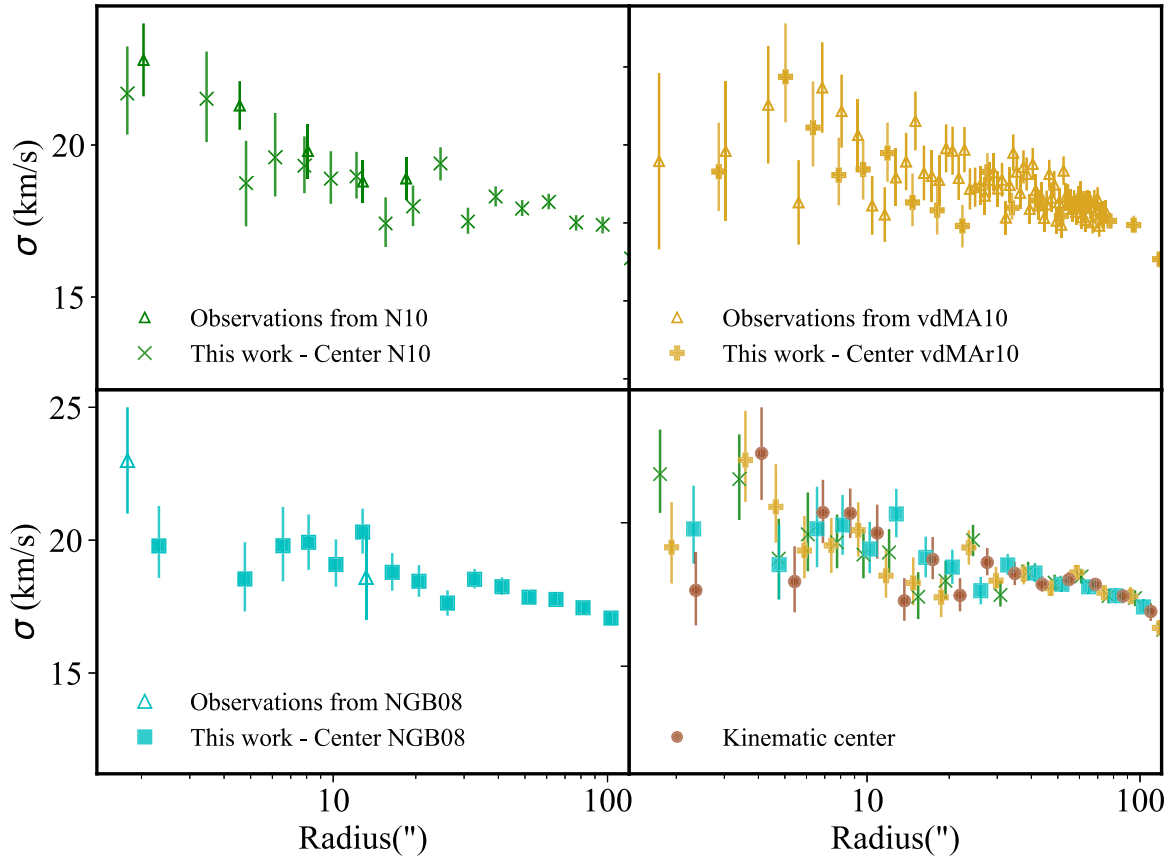 σ (km/s)
20
15
Observations from N10
This work - Center N10
Observations from vdMA10
This work - Center vdMAr10
σ (km/s)
25
20
15
Observations from NGB08
This work - Center NGB08
Kinematic center
10
100
10
100
Radius(")
Radius(")